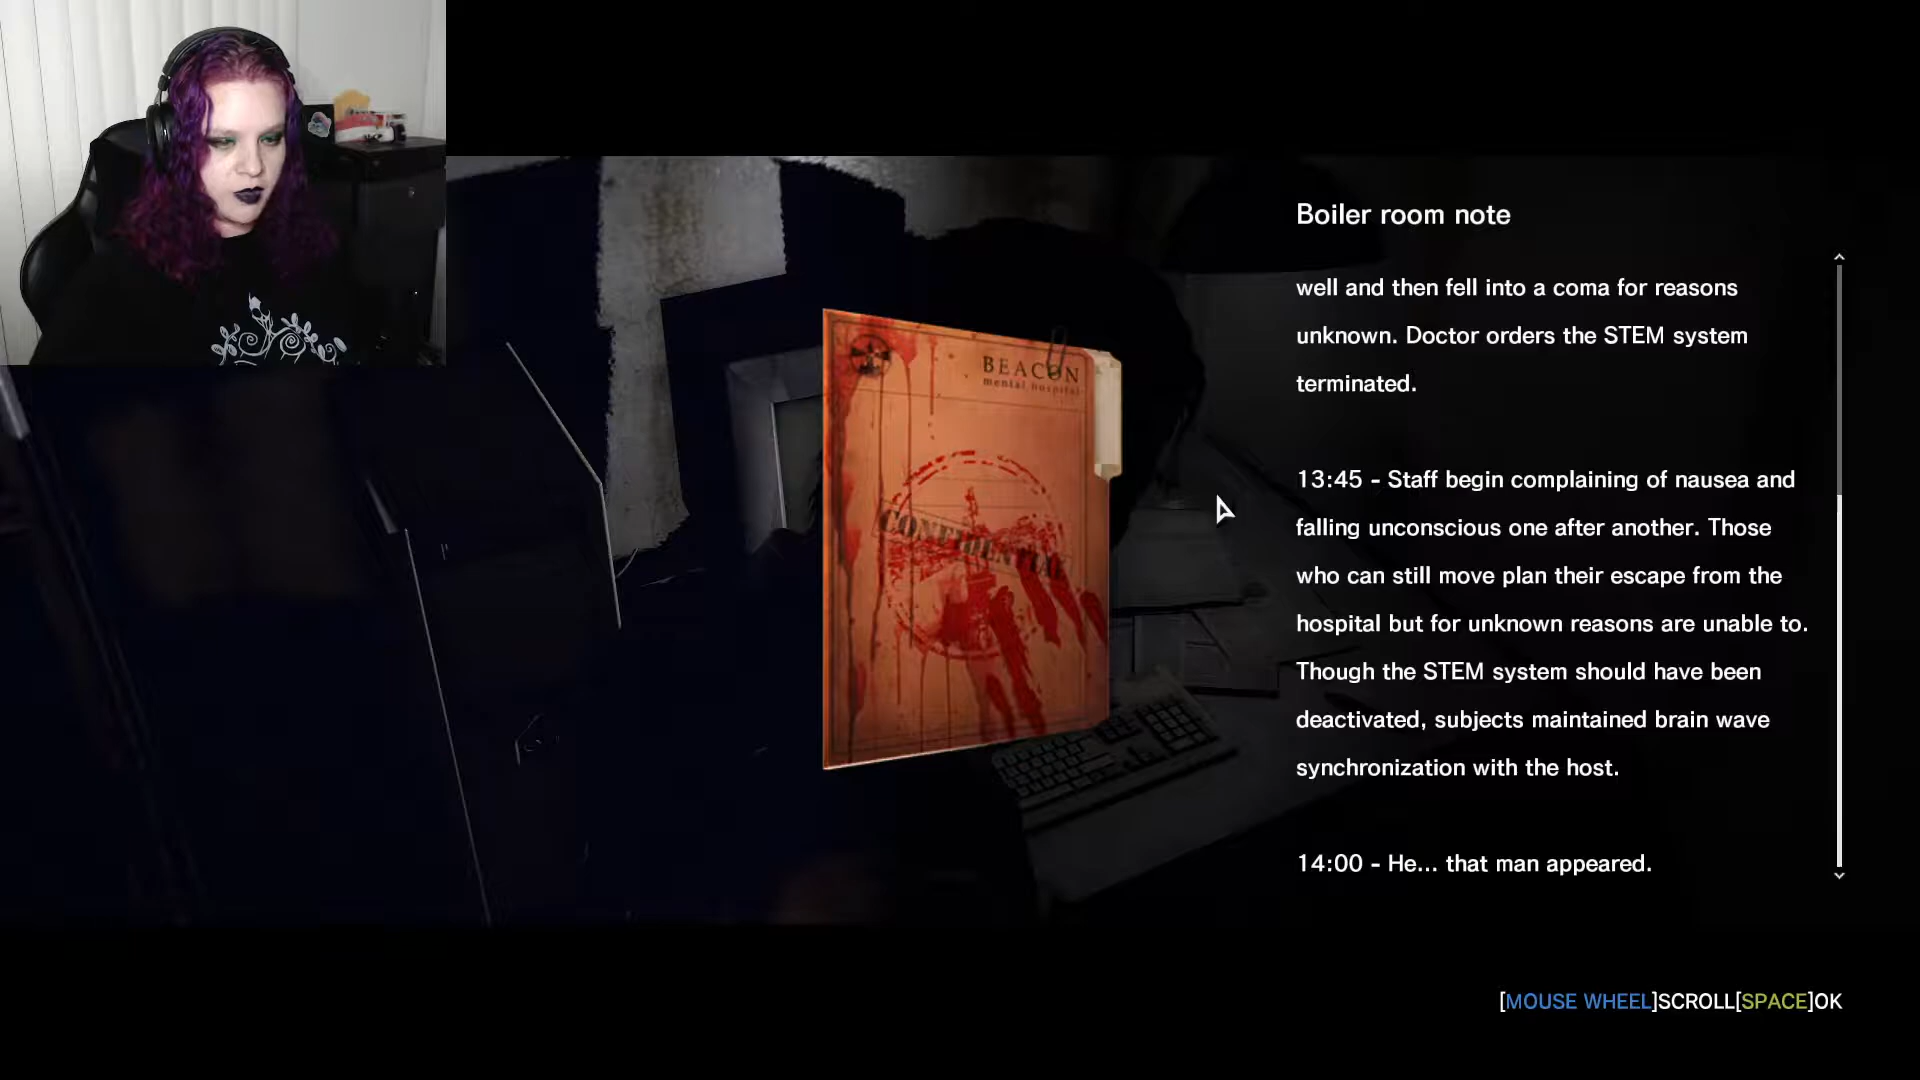 Boiler room note
well and then fell into a coma for reasons
unknown. Doctor orders the STEM system
terminated.
13:45 - Staff begin complaining of nausea and
falling unconscious one after another. Those
who can still move plan their escape from the
hospital but for unknown reasons are unable to.
Though the STEM system should have been
deactivated, subjects maintained brain wave
synchronization with the host.
14:00 - He... that man appeared.
BEACON
mental hospital
CONFIDENTIAL
[MOUSE WHEEL]SCROLL[SPACE]OK